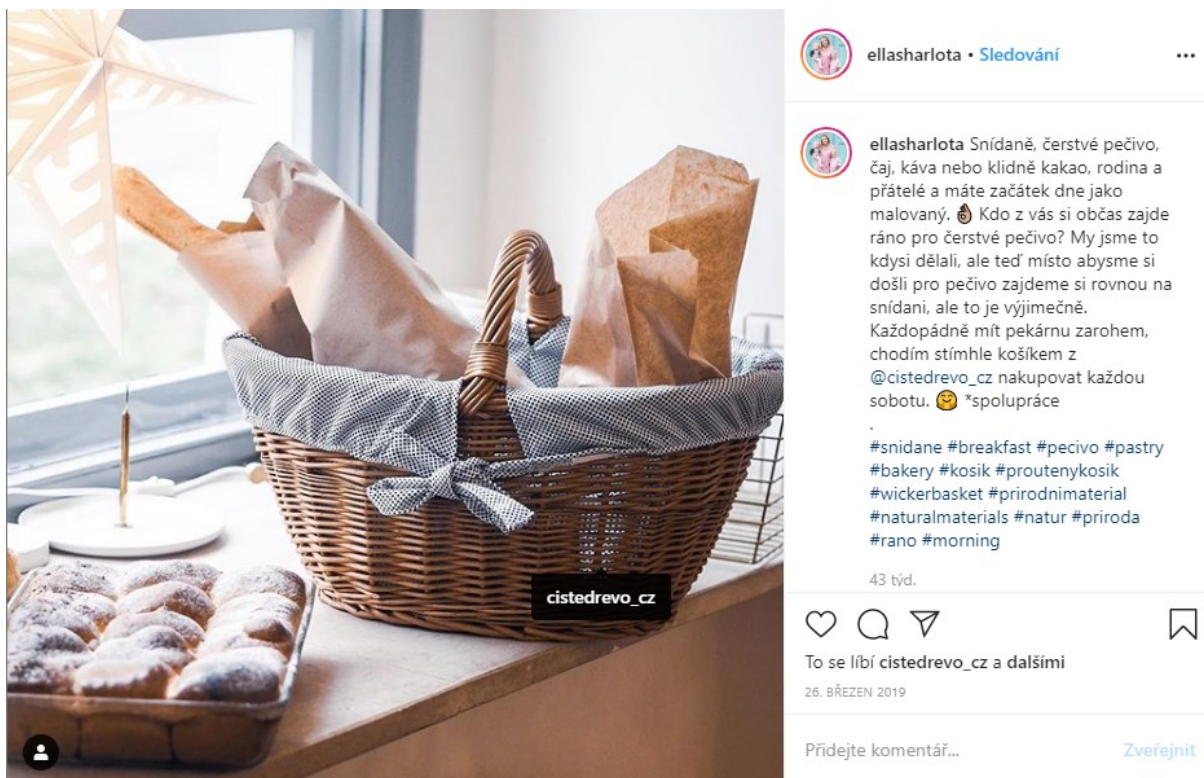 ellasharlota • Sledování
ellasharlota Snídaně, čerstvé pečivo,
čaj, káva nebo klidně kakao, rodina a
přátelé a máte začátek dne jako
malovaný. 👌🏽 Kdo z vás si občas zajde
ráno pro čerstvé pečivo? My jsme to
kdysi dělali, ale teď místo abysme si
došli pro pečivo zajdeme si rovnou na
snídani, ale to je výjimečně.
Každopádně mít pekárnu zarohem,
chodím stímhle košíkem z
@cistedrevo_cz nakupovat každou
sobotu. 🤗 *spolupráce
.
#snidane #breakfast #pecivo #pastry
#bakery #kosik #proutenykosik
#wickerbasket #prirodnimaterial
#naturalmaterials #natur #priroda
#rano #morning
43 týd.
cistedrevo_cz
To se líbí cistedrevo_cz a dalšími
26. BŘEZEN 2019
Přidejte komentář... Zveřejnit